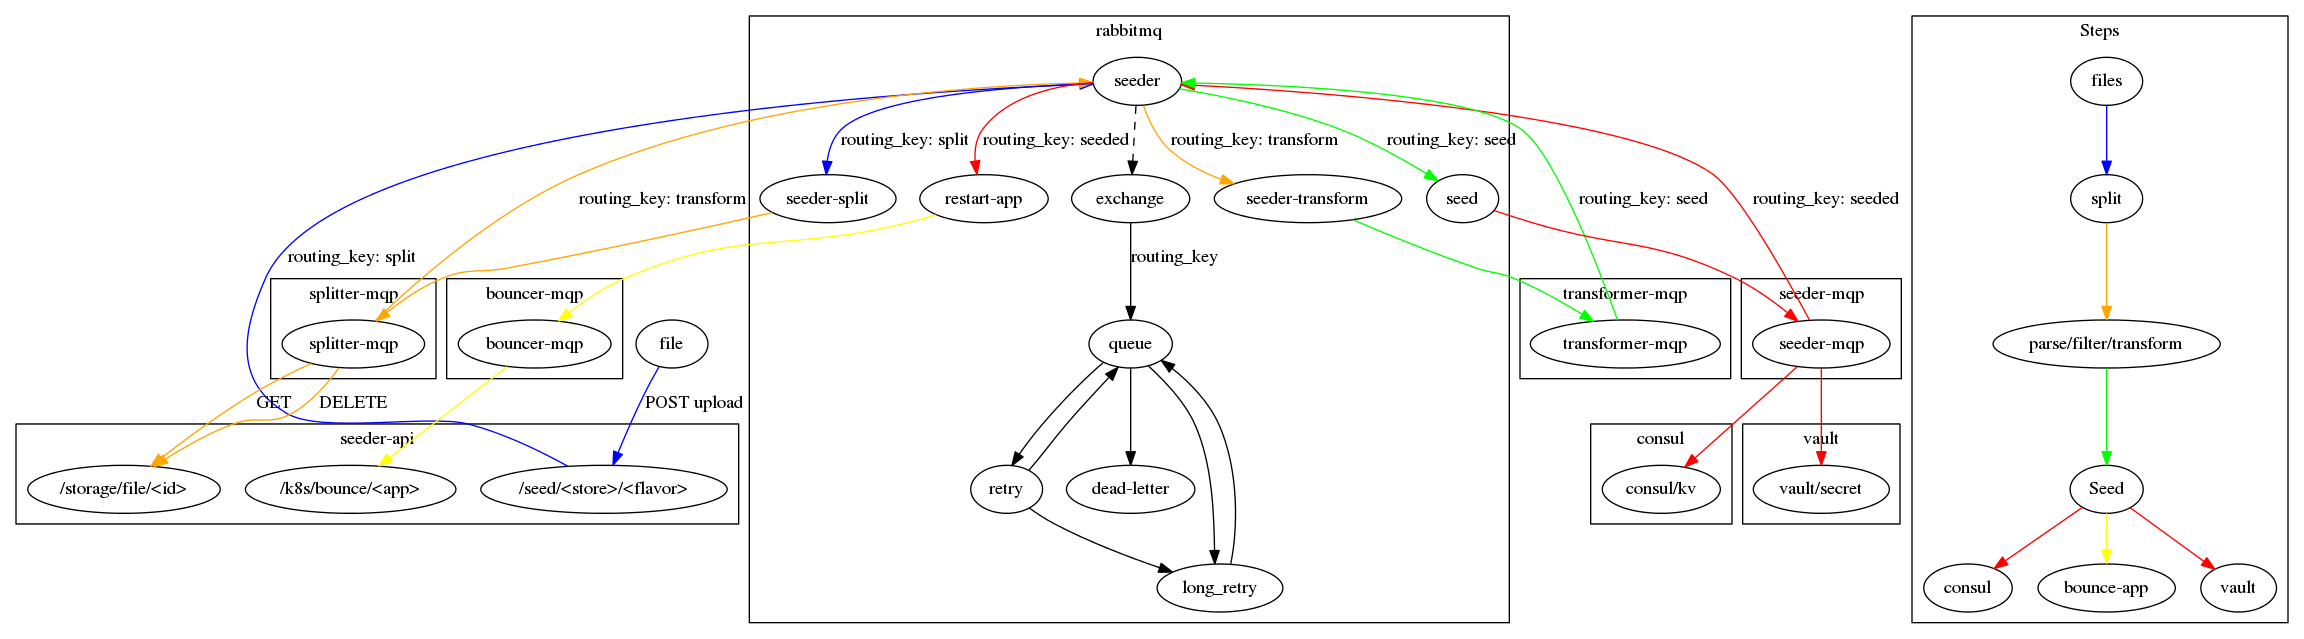 rabbitmq
Steps
seeder
files
routing_key: split
routing_key: seeded
routing_key: transform
routing_key: seed
routing_key: transform
seeder-split
restart-app
exchange
seeder-transform
seed
routing_key: seed
routing_key: seeded
split
routing_key: split
routing_key
splitter-mqp
bouncer-mqp
transformer-mqp
seeder-mqp
splitter-mqp
bouncer-mqp
file
queue
transformer-mqp
seeder-mqp
parse/filter/transform
GET
DELETE
POST upload
seeder-api
consul
vault
/storage/file/<id>
/k8s/bounce/<app>
/seed/<store>/<flavor>
retry
dead-letter
consul/kv
vault/secret
Seed
long_retry
consul
bounce-app
vault